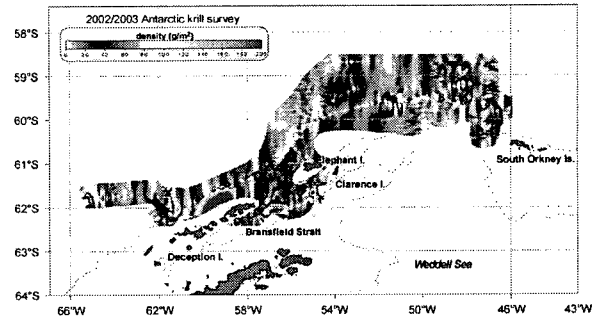 2002/2003 Antarctic krill survey
density (g/m²)
58°S
59°S
60°S
61°S
62°S
63°S
64°S
Elephant I.
South Orkney Is.
Clarence I.
Bransfield Strait
Deception I.
Weddell Sea
66°W 62°W 58°W 54°W 50°W 46°W 43°W